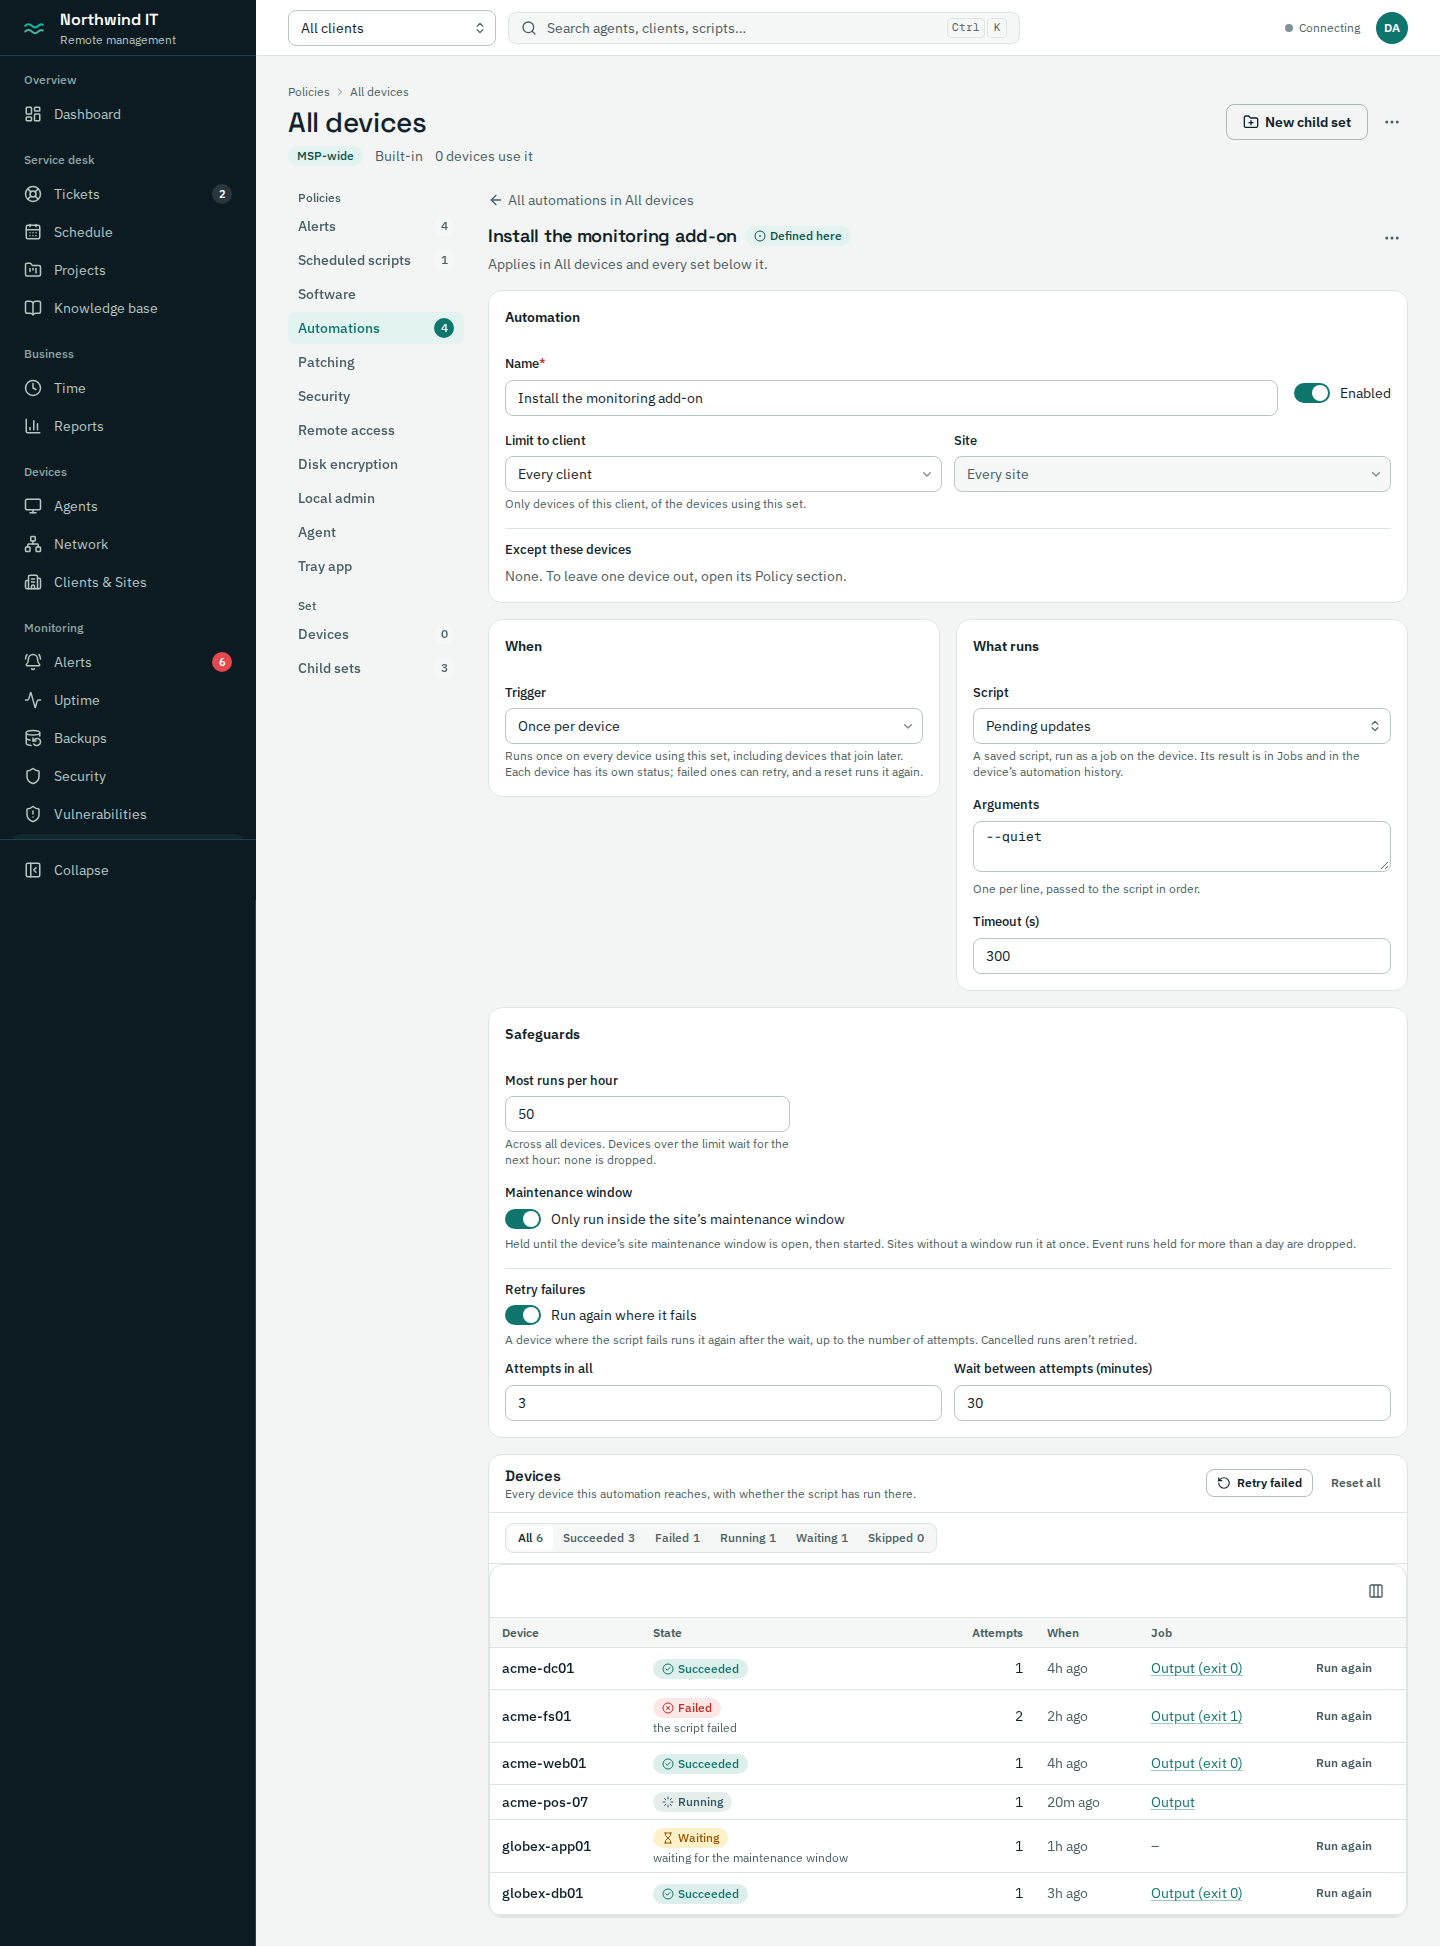 Northwind IT
Remote management
All clients
Search agents, clients, scripts...
Ctrl K
Connecting
DA
Overview
Dashboard
Service desk
Tickets 2
Schedule
Projects
Knowledge base
Business
Time
Reports
Devices
Agents
Network
Clients & Sites
Monitoring
Alerts 6
Uptime
Backups
Security
Vulnerabilities
Collapse
Policies > All devices
All devices
New child set
MSP-wide Built-in 0 devices use it
Policies
Alerts 4
Scheduled scripts 1
Software
Automations 4
Patching
Security
Remote access
Disk encryption
Local admin
Agent
Tray app
Set
Devices 0
Child sets 3
All automations in All devices
Install the monitoring add-on Defined here
Applies in All devices and every set below it.
Automation
Name*
Install the monitoring add-on
Enabled
Limit to client
Every client
Only devices of this client, of the devices using this set.
Site
Every site
Except these devices
None. To leave one device out, open its Policy section.
When
Trigger
Once per device
Runs once on every device using this set, including devices that join later.
Each device has its own status; failed ones can retry, and a reset runs it again.
What runs
Script
Pending updates
A saved script, run as a job on the device. Its result is in Jobs and in the
device's automation history.
Arguments
--quiet
One per line, passed to the script in order.
Timeout (s)
300
Safeguards
Most runs per hour
50
Across all devices. Devices over the limit wait for the
next hour: none is dropped.
Maintenance window
Only run inside the site's maintenance window
Held until the device's site maintenance window is open, then started. Sites without a window run it at once. Event runs held for more than a day are dropped.
Retry failures
Run again where it fails
A device where the script fails runs it again after the wait, up to the number of attempts. Cancelled runs aren't retried.
Attempts in all
3
Wait between attempts (minutes)
30
Devices
Every device this automation reaches, with whether the script has run there.
Retry failed
Reset all
All 6 Succeeded 3 Failed 1 Running 1 Waiting 1 Skipped 0
Device State Attempts When Job
acme-dc01 Succeeded 1 4h ago Output (exit 0) Run again
acme-fs01 Failed 2 2h ago Output (exit 1) Run again
the script failed
acme-web01 Succeeded 1 4h ago Output (exit 0) Run again
acme-pos-07 Running 1 20m ago Output
globex-app01 Waiting 1 1h ago – Run again
waiting for the maintenance window
globex-db01 Succeeded 1 3h ago Output (exit 0) Run again